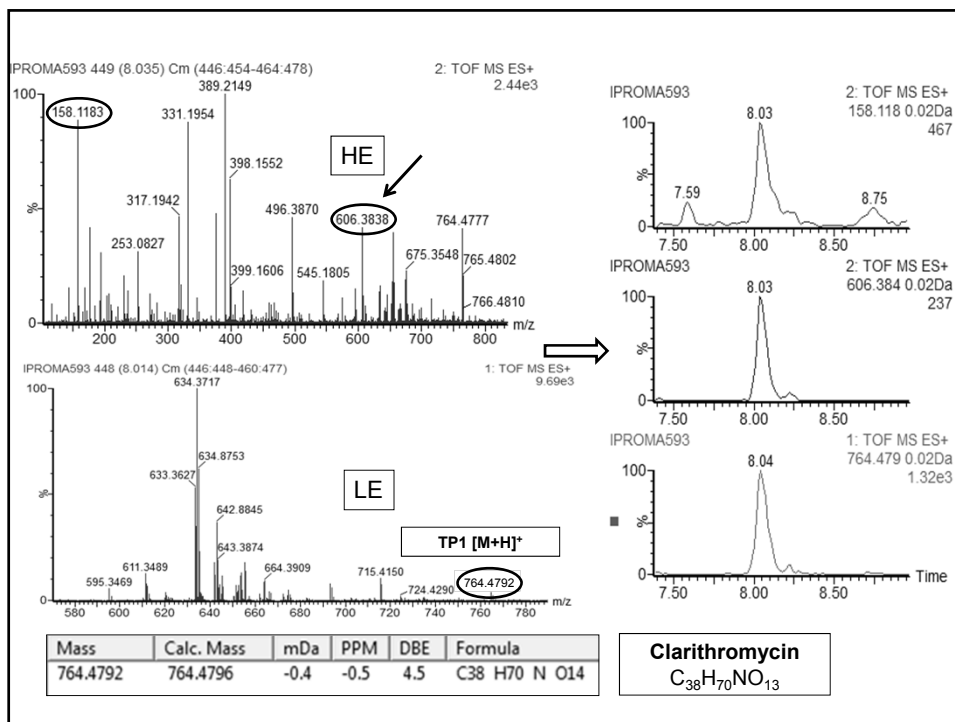 IPROMA593 449 (8.035) Cm (446:454-464:478)
2: TOF MS ES+
2.44e3
100
%
0
158.1183
389.2149
331.1954
398.1552
317.1942
253.0827
399.1606
496.3870
545.1805
606.3838
675.3548
764.4777
765.4802
766.4810
HE
200 300 400 500 600 700 800
m/z
IPROMA593 448 (8.014) Cm (446:448-460:477)
1: TOF MS ES+
9.69e3
100
%
0
634.3717
634.8753
633.3627
642.8845
643.3874
611.3489
595.3469
664.3909
715.4150
724.4290
764.4792
LE
TP1 [M+H]⁺
580 600 620 640 660 680 700 720 740 760 780
m/z
IPROMA593
2: TOF MS ES+
158.118 0.02Da
467
100
%
0
7.59
8.03
8.75
7.50 8.00 8.50
IPROMA593
2: TOF MS ES+
606.384 0.02Da
237
100
%
0
8.03
7.50 8.00 8.50
IPROMA593
1: TOF MS ES+
764.479 0.02Da
1.32e3
100
%
0
8.04
7.50 8.00 8.50
Time
Mass Calc. Mass mDa PPM DBE Formula
764.4792 764.4796 -0.4 -0.5 4.5 C38 H70 N O14
Clarithromycin
C₃₈H₇₀NO₁₃